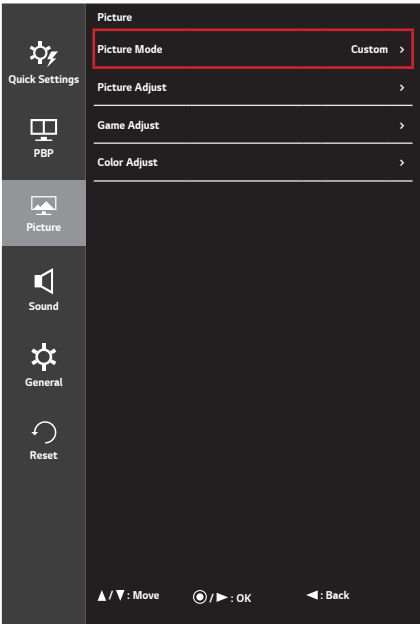 Quick Settings
PBP
Picture
Sound
General
Reset
Picture
Picture Mode Custom >
Picture Adjust >
Game Adjust >
Color Adjust >
▲/▼: Move ◉/►: OK ◄: Back